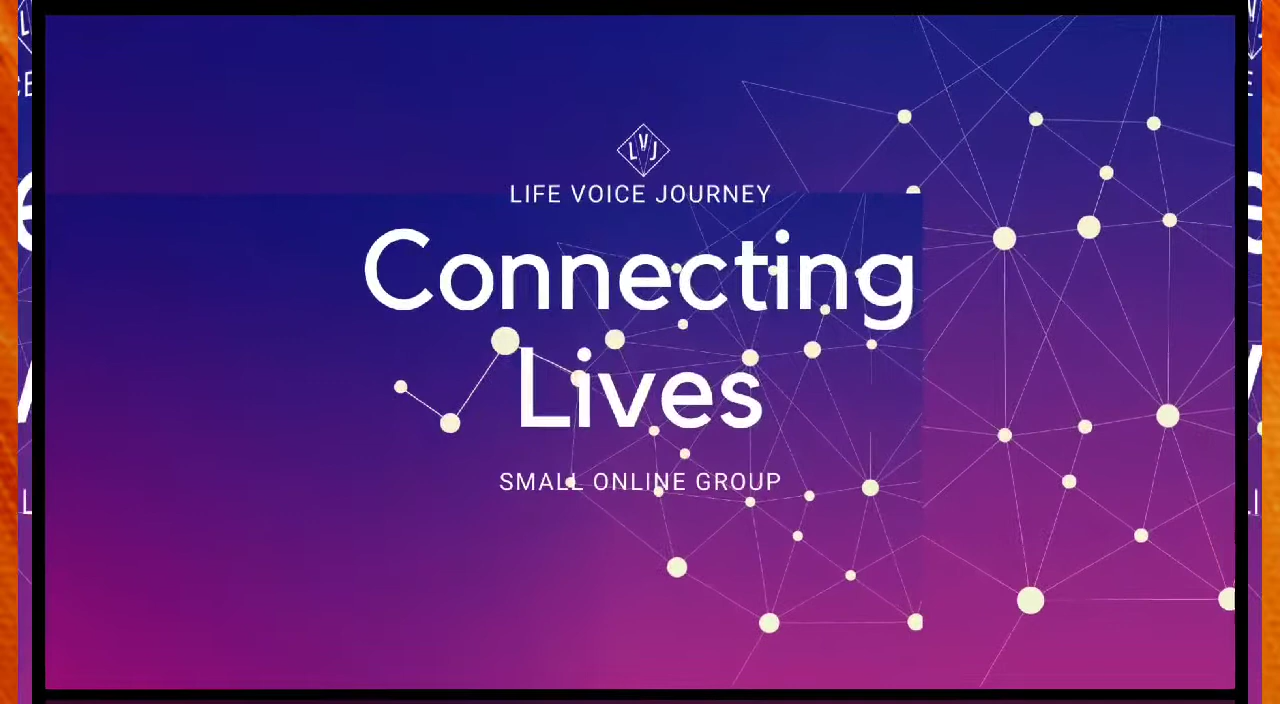 LVJ
LIFE VOICE JOURNEY
Connecting
Lives
SMALL ONLINE GROUP